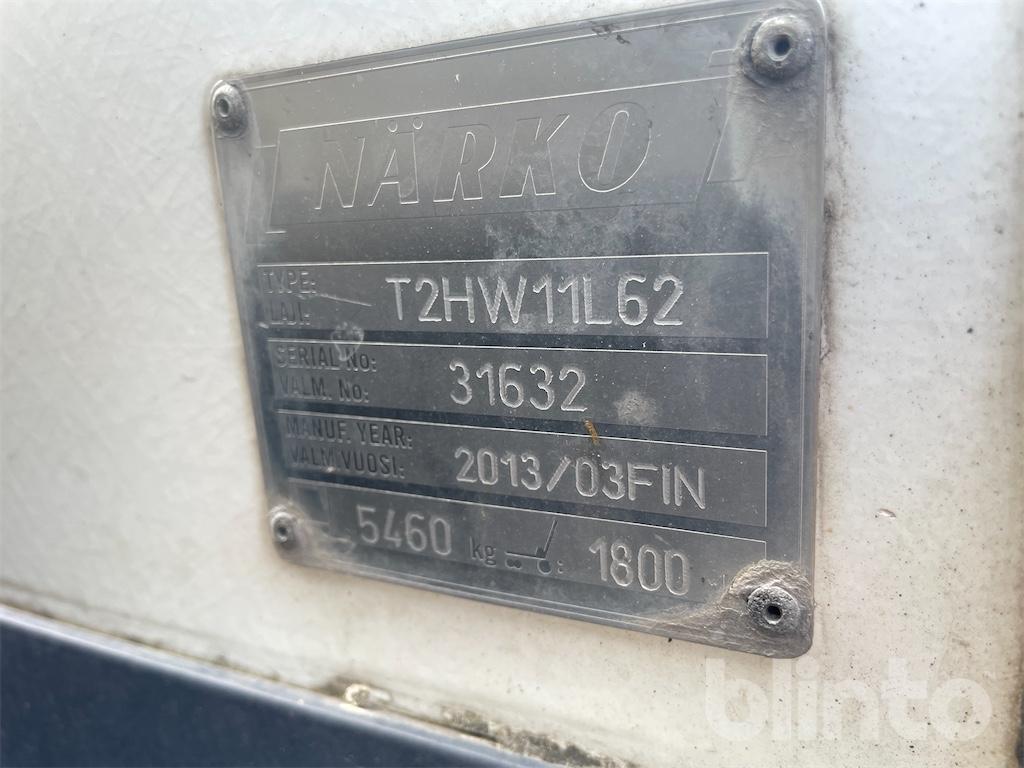 NÄRKO
TYPE: T2HW11L62
LAJI:
SERIAL No: 31632
VALM. No:
MANUF. YEAR: 2013/03FIN
VALM.VUOSI:
5460 kg : 1800
blinto